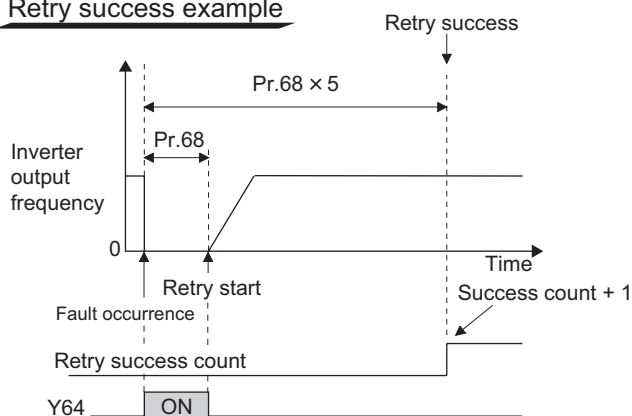 Retry success example
Retry success
Pr.68 × 5
Pr.68
Inverter
output
frequency
0
Time
Retry start
Success count + 1
Fault occurrence
Retry success count
Y64
ON